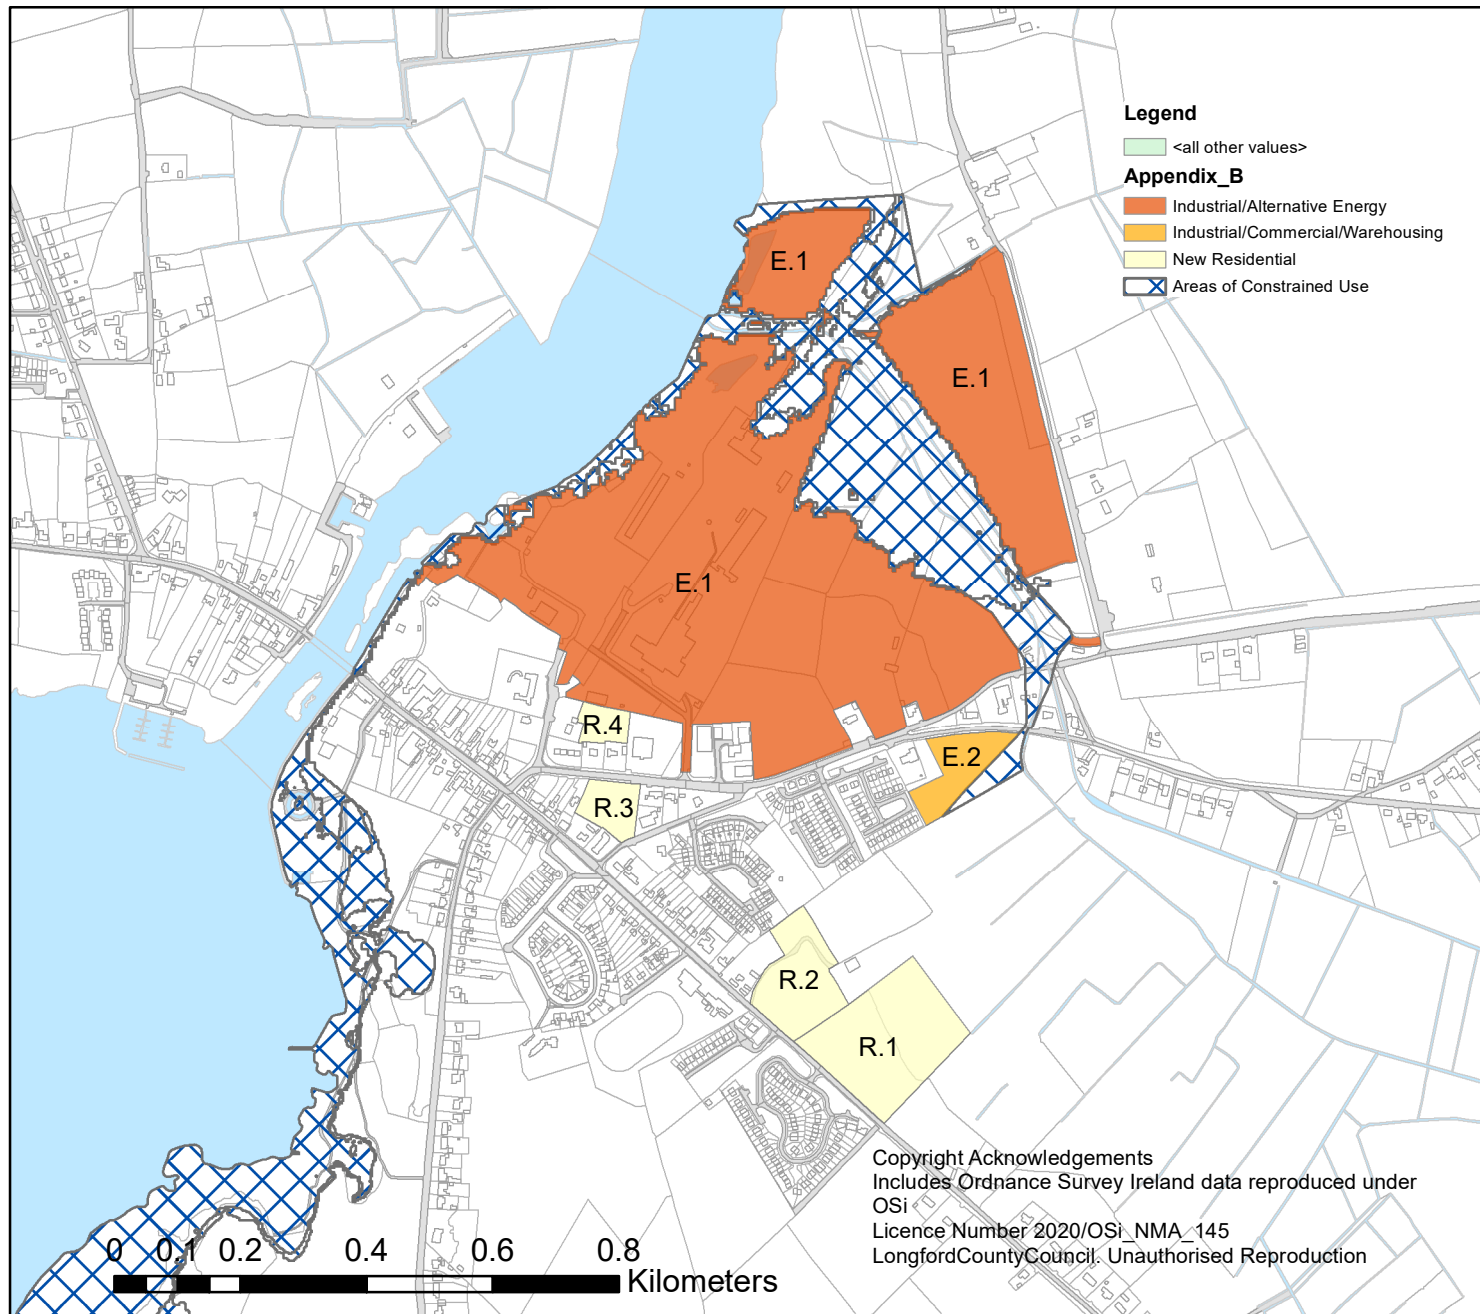 Legend
<all other values>
Appendix_B
Industrial/Alternative Energy
Industrial/Commercial/Warehousing
New Residential
Areas of Constrained Use
E.1
E.1
E.1
R.4
E.2
R.3
R.2
R.1
Copyright Acknowledgements
Includes Ordnance Survey Ireland data reproduced under
OSi
Licence Number 2020/OSi_NMA_145
LongfordCountyCouncil. Unauthorised Reproduction
0 0.1 0.2 0.4 0.6 0.8
Kilometers